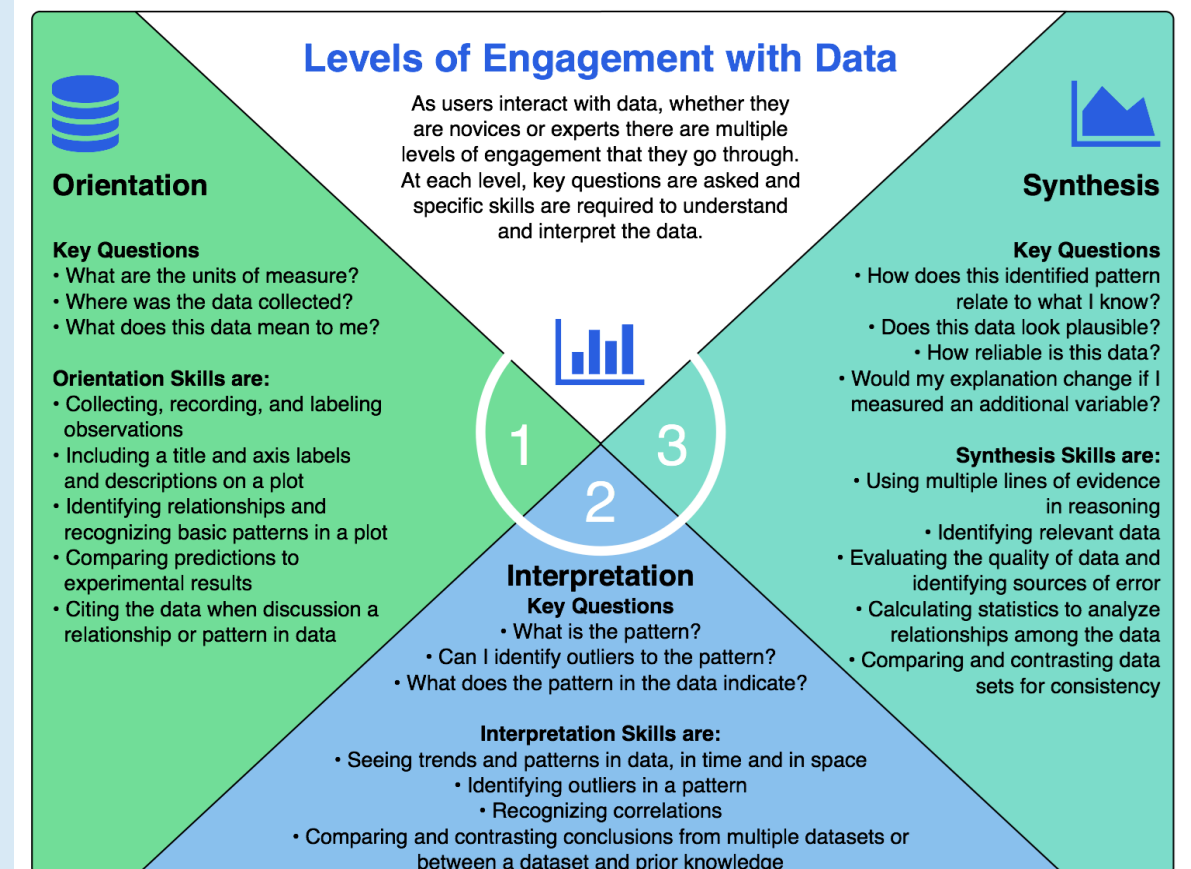 Levels of Engagement with Data
As users interact with data, whether they
are novices or experts there are multiple
levels of engagement that they go through.
At each level, key questions are asked and
specific skills are required to understand
and interpret the data.
Orientation
Key Questions
• What are the units of measure?
• Where was the data collected?
• What does this data mean to me?
Orientation Skills are:
• Collecting, recording, and labeling
observations
• Including a title and axis labels
and descriptions on a plot
• Identifying relationships and
recognizing basic patterns in a plot
• Comparing predictions to
experimental results
• Citing the data when discussion a
relationship or pattern in data
1
2
3
Interpretation
Key Questions
• What is the pattern?
• Can I identify outliers to the pattern?
• What does the pattern in the data indicate?
Interpretation Skills are:
• Seeing trends and patterns in data, in time and in space
• Identifying outliers in a pattern
• Recognizing correlations
• Comparing and contrasting conclusions from multiple datasets or
between a dataset and prior knowledge
Synthesis
Key Questions
• How does this identified pattern
relate to what I know?
• Does this data look plausible?
• How reliable is this data?
• Would my explanation change if I
measured an additional variable?
Synthesis Skills are:
• Using multiple lines of evidence
in reasoning
• Identifying relevant data
• Evaluating the quality of data and
identifying sources of error
• Calculating statistics to analyze
relationships among the data
• Comparing and contrasting data
sets for consistency